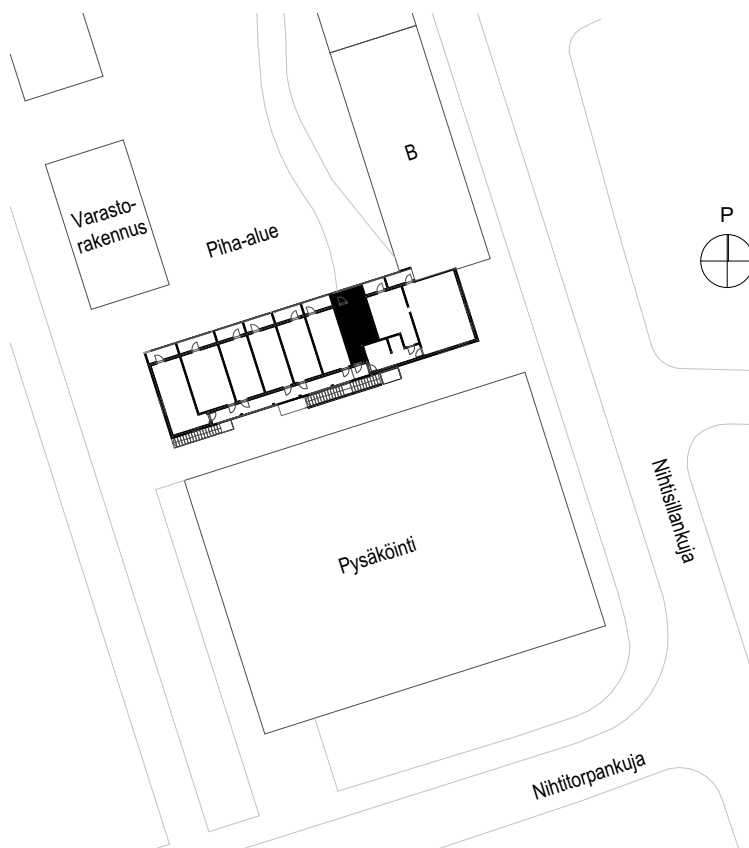 B
Varasto-
rakennus
P
Piha-alue
Nihtisillankuja
Pysäköinti
Nihtitorpankuja